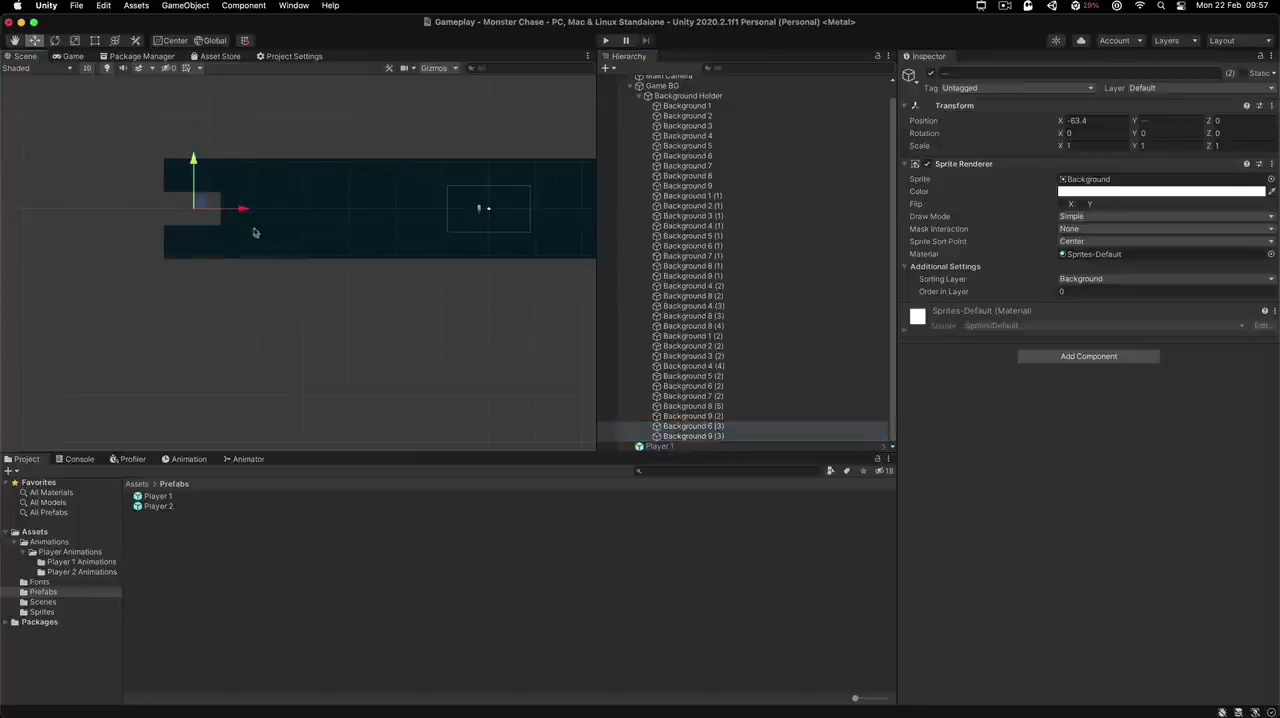 Unity File Edit Assets GameObject Component Window Help 29% Mon 22 Feb 09:57
Gameplay - Monster Chase - PC, Mac & Linux Standalone - Unity 2020.2.1f1 Personal (Personal) <Metal>
Center Global Account Layers Layout
Scene Game Package Manager Asset Store Project Settings Hierarchy Inspector
Shaded 2D 0 Gizmos All + All — (2) Static
Main Camera
Game BG
Tag Untagged Layer Default
Background Holder
Background 1
Background 2
Background 3
Background 4
Background 5
Background 6
Background 7
Background 8
Background 9
Background 1 (1)
Background 2 (1)
Background 3 (1)
Background 4 (1)
Background 5 (1)
Background 6 (1)
Background 7 (1)
Background 8 (1)
Background 9 (1)
Background 4 (2)
Background 8 (2)
Background 4 (3)
Background 8 (3)
Background 8 (4)
Background 1 (2)
Background 2 (2)
Background 3 (2)
Background 4 (4)
Background 5 (2)
Background 6 (2)
Background 7 (2)
Background 8 (5)
Background 9 (2)
Background 6 (3)
Background 9 (3)
Player 1
Transform
Position X -63.4 Y — Z 0
Rotation X 0 Y 0 Z 0
Scale X 1 Y 1 Z 1
Sprite Renderer
Sprite Background
Color
Flip X Y
Draw Mode Simple
Mask Interaction None
Sprite Sort Point Center
Material Sprites-Default
Additional Settings
Sorting Layer Background
Order in Layer 0
Sprites-Default (Material)
Shader Sprites/Default Edit...
Add Component
Project Console Profiler Animation Animator
+ 18
Favorites
All Materials
All Models
All Prefabs
Assets
Animations
Player Animations
Player 1 Animations
Player 2 Animations
Fonts
Prefabs
Scenes
Sprites
Packages
Assets > Prefabs
Player 1
Player 2